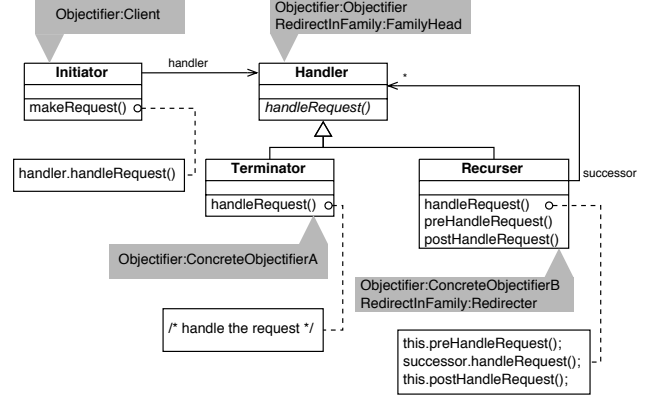 Objectifier:Client
Objectifier:Objectifier
RedirectInFamily:FamilyHead
Initiator
handler
Handler
*
makeRequest()
handleRequest()
handler.handleRequest()
Terminator
Recurser
successor
handleRequest()
handleRequest()
preHandleRequest()
postHandleRequest()
Objectifier:ConcreteObjectifierA
Objectifier:ConcreteObjectifierB
RedirectInFamily:Redirecter
/* handle the request */
this.preHandleRequest();
successor.handleRequest();
this.postHandleRequest();